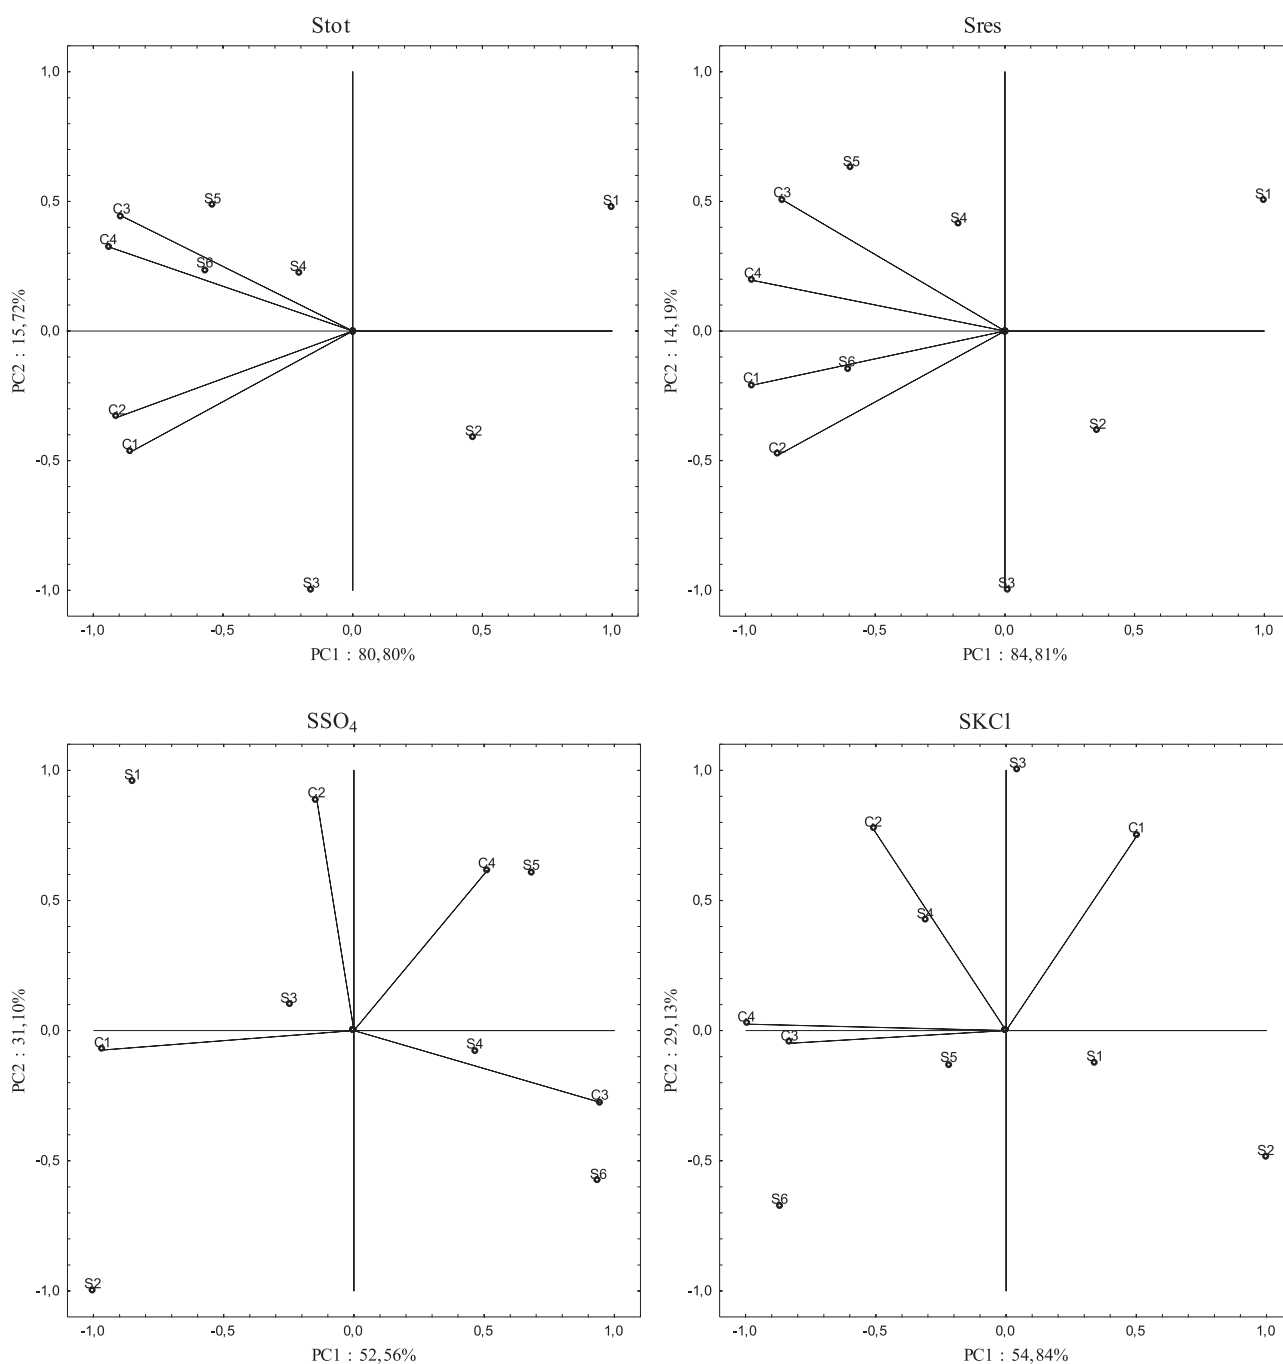 Stot
1,0
0,5
0,0
-0,5
-1,0
PC2 : 15,72%
S5
S1
C3
C4
S6
S4
C2
C1
S2
S3
-1,0 -0,5 0,0 0,5 1,0
PC1 : 80,80%
Sres
1,0
0,5
0,0
-0,5
-1,0
PC2 : 14,19%
S5
C3
S1
S4
C4
S6
C1
S2
C2
S3
-1,0 -0,5 0,0 0,5 1,0
PC1 : 84,81%
SSO₄
1,0
0,5
0,0
-0,5
-1,0
PC2 : 31,10%
S1
C2
C4
S5
S3
C1
S4
C3
S6
S2
-1,0 -0,5 0,0 0,5 1,0
PC1 : 52,56%
SKCl
1,0
0,5
0,0
-0,5
-1,0
PC2 : 29,13%
S3
C2
C1
S4
C4
C3
S5
S1
S2
S6
-1,0 -0,5 0,0 0,5 1,0
PC1 : 54,84%